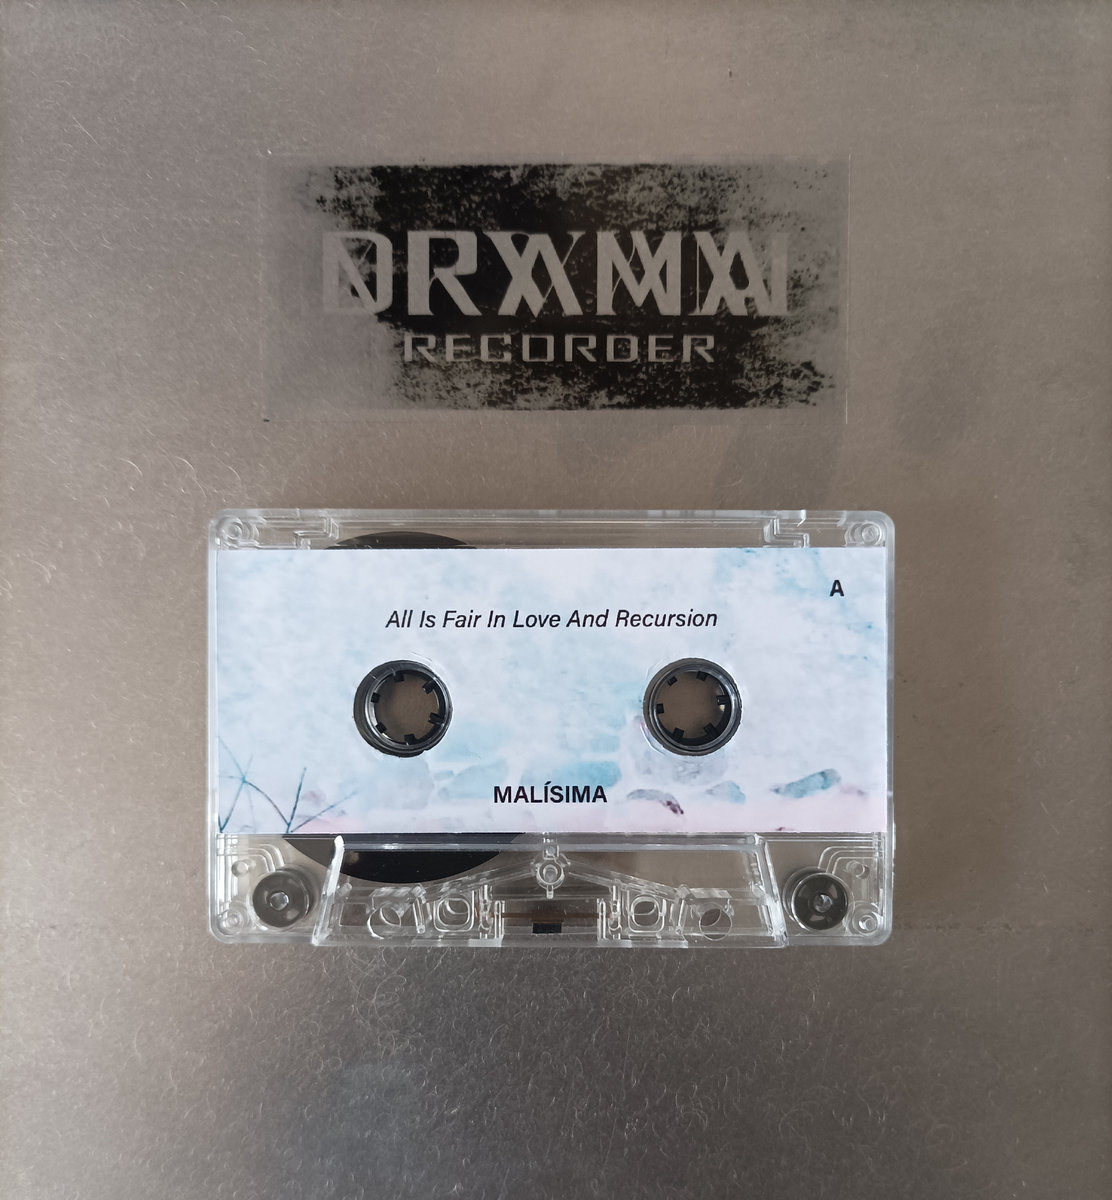 DRAMA
RECORDER
A
All Is Fair In Love And Recursion
MALÍSIMA